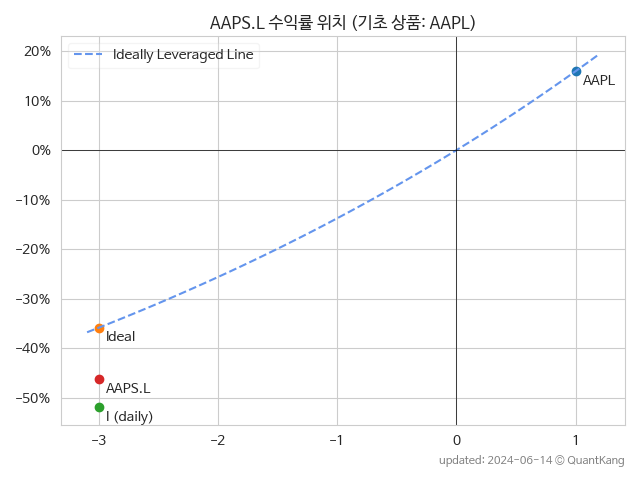 AAPS.L 수익률 위치 (기초 상품: AAPL)
Ideally Leveraged Line
20%
10%
0%
-10%
-20%
-30%
-40%
-50%
AAPL
Ideal
AAPS.L
I (daily)
-3
-2
-1
0
1
updated: 2024-06-14 © QuantKang